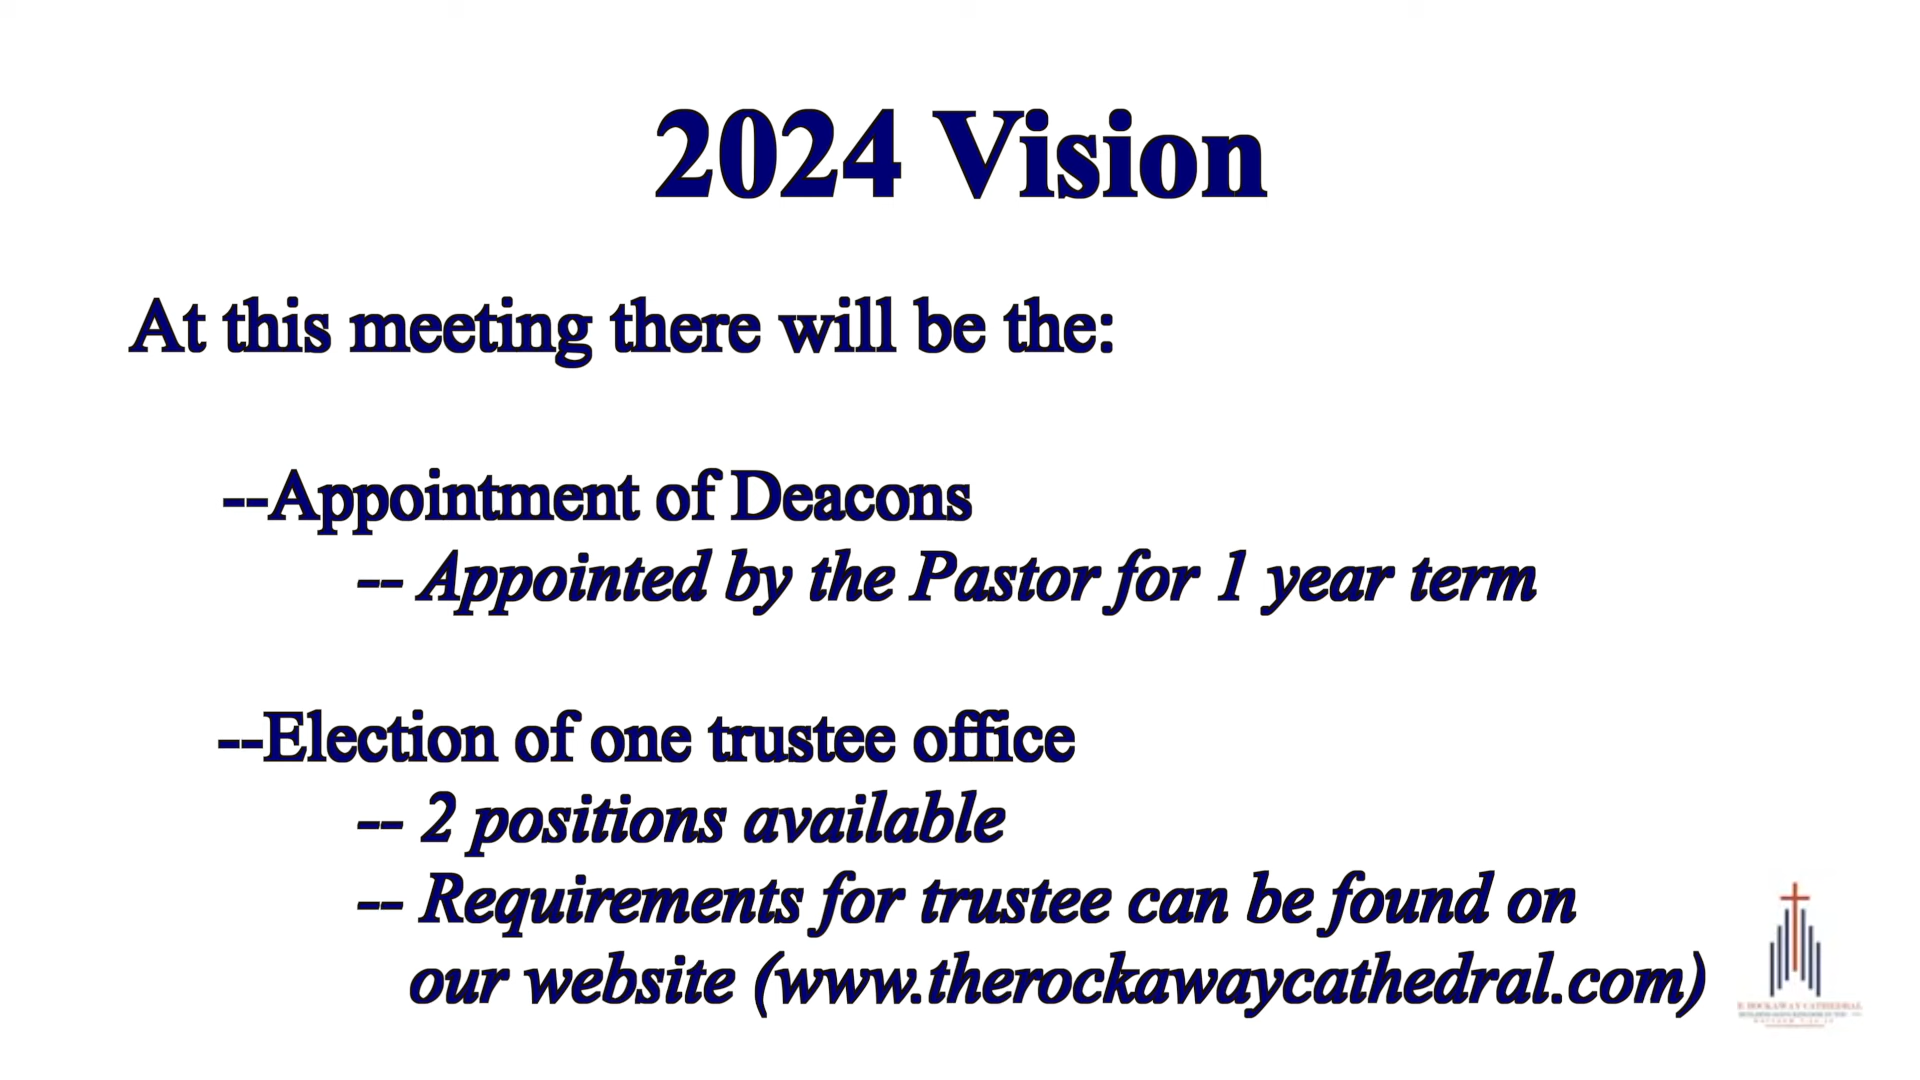 2024 Vision
At this meeting there will be the:
--Appointment of Deacons
-- Appointed by the Pastor for 1 year term
--Election of one trustee office
-- 2 positions available
-- Requirements for trustee can be found on
our website (www.therockawaycathedral.com)
ROCKAWAY CATHEDRAL